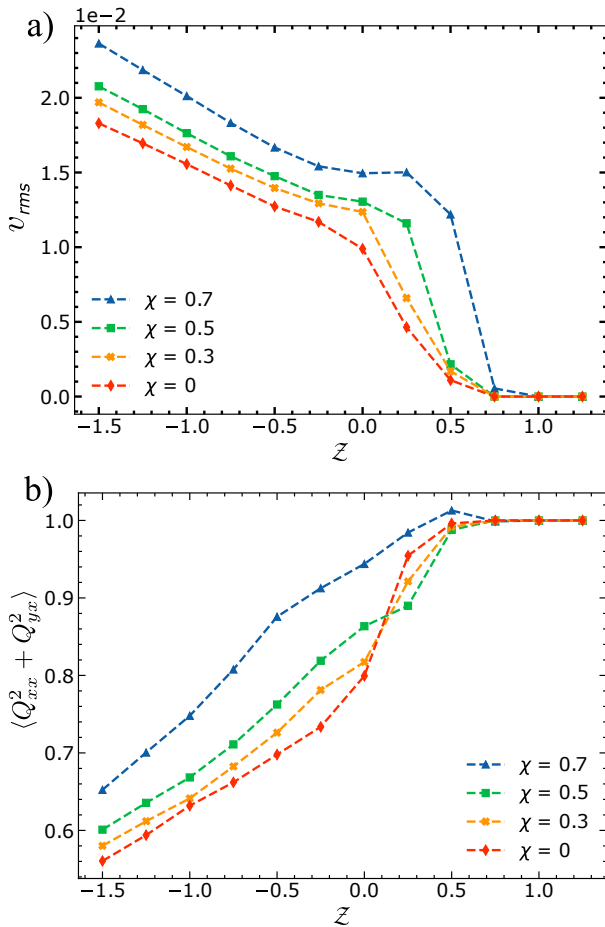 a)
1e−2
2.0
1.5
1.0
0.5
0.0
v_rms
χ = 0.7
χ = 0.5
χ = 0.3
χ = 0
−1.5 −1.0 −0.5 0.0 0.5 1.0
𝒵
b)
1.0
0.9
0.8
0.7
0.6
⟨Q²_xx + Q²_yx⟩
χ = 0.7
χ = 0.5
χ = 0.3
χ = 0
−1.5 −1.0 −0.5 0.0 0.5 1.0
𝒵